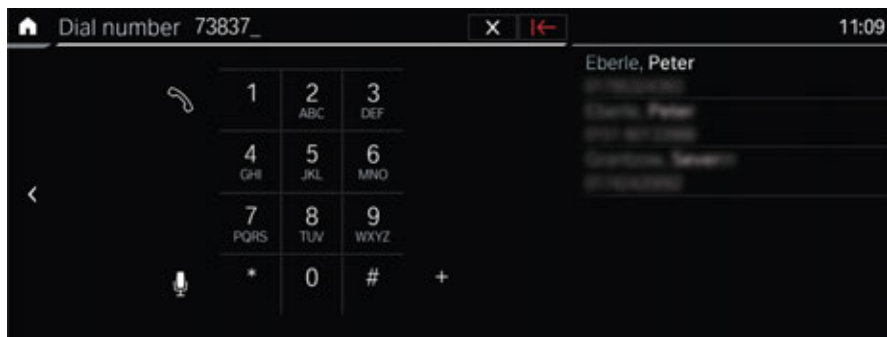 Dial number 73837_ X 11:09
Eberle, Peter
1 2 3
ABC DEF
4 5 6
GHI JKL MNO
7 8 9
PQRS TUV WXYZ
* 0 # +